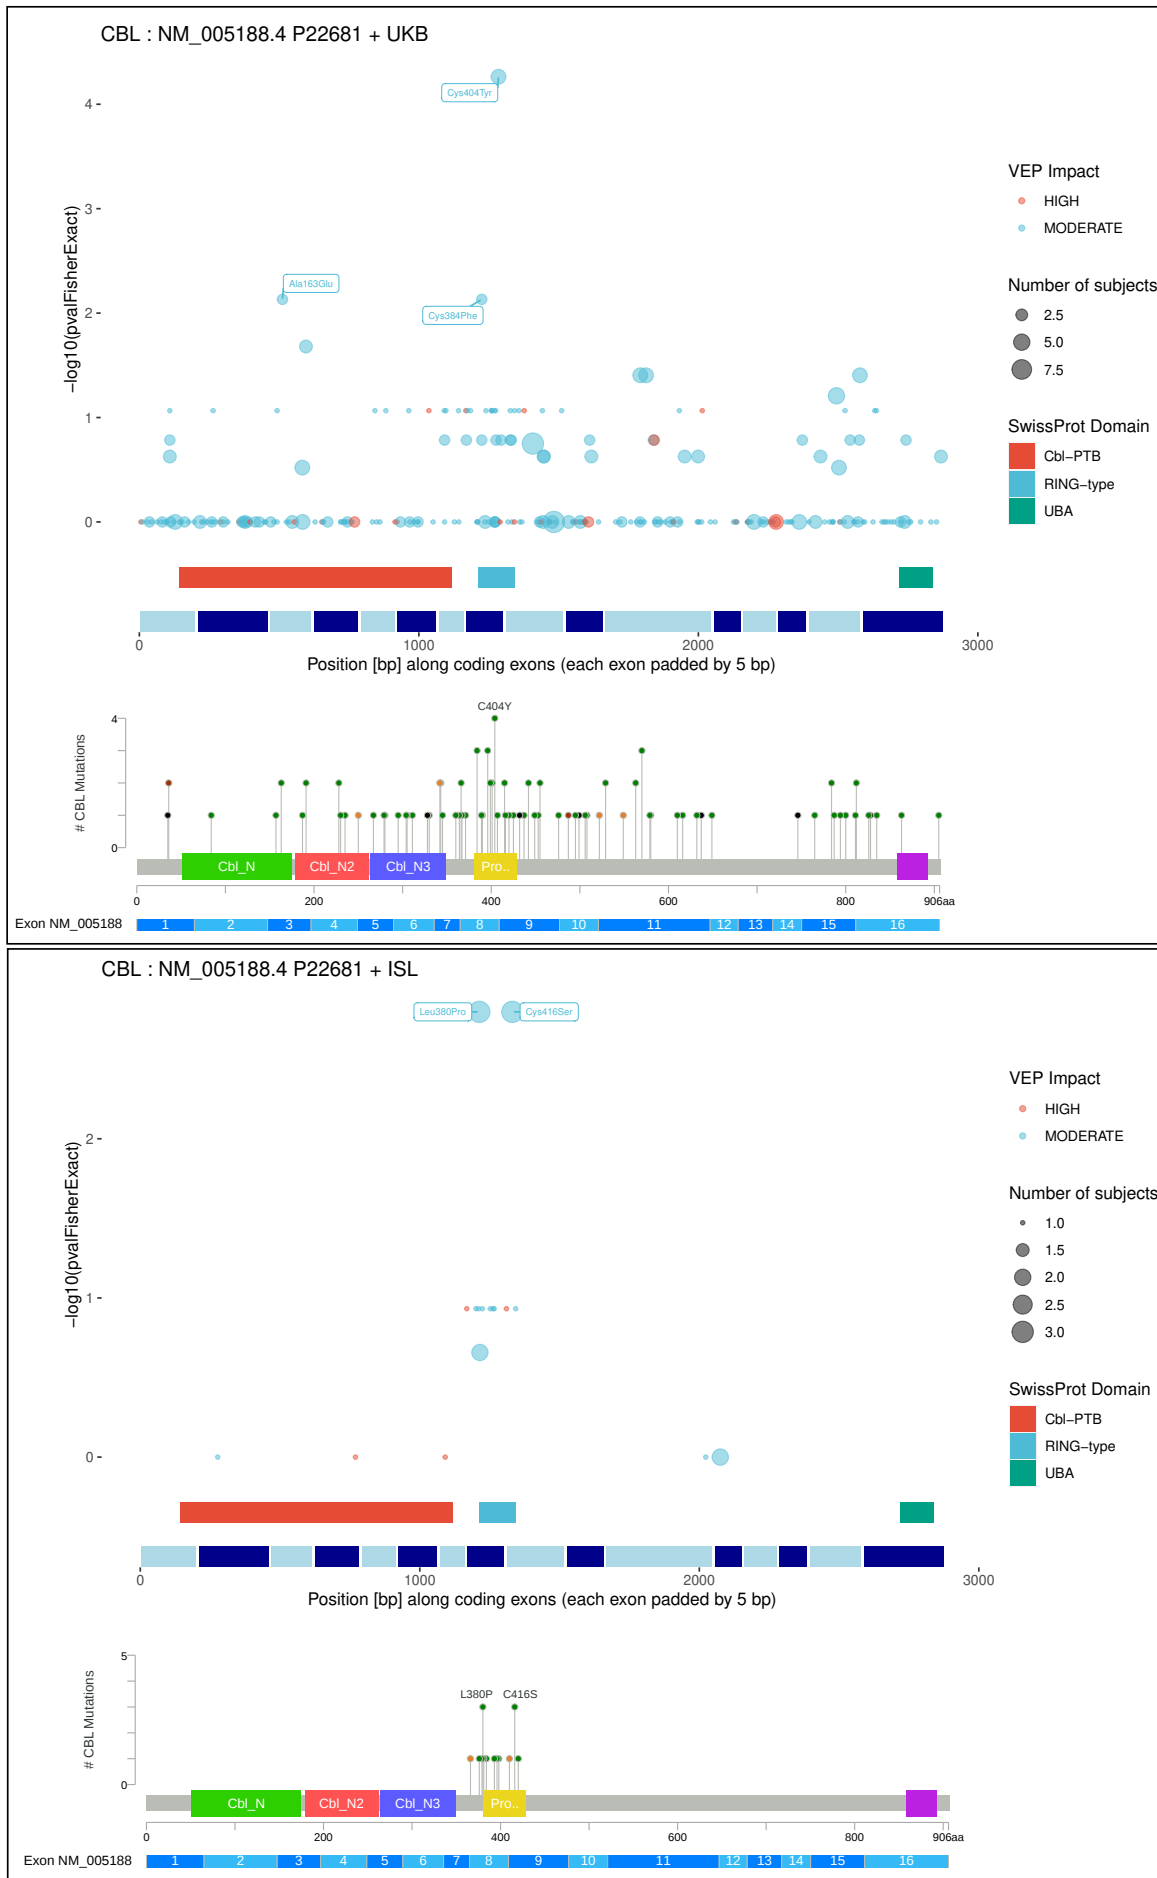 CBL : NM_005188.4 P22681 + UKB
Cys404Tyr
Ala163Glu
Cys384Phe
−log10(pvalFisherExact)
4
3
2
1
0
VEP Impact
HIGH
MODERATE
Number of subjects
2.5
5.0
7.5
SwissProt Domain
Cbl−PTB
RING−type
UBA
0 1000 2000 3000
Position [bp] along coding exons (each exon padded by 5 bp)
C404Y
# CBL Mutations
4
0
Cbl_N Cbl_N2 Cbl_N3 Pro..
0 200 400 600 800 906aa
Exon NM_005188 1 2 3 4 5 6 7 8 9 10 11 12 13 14 15 16
CBL : NM_005188.4 P22681 + ISL
Leu380Pro Cys416Ser
−log10(pvalFisherExact)
2
1
0
VEP Impact
HIGH
MODERATE
Number of subjects
1.0
1.5
2.0
2.5
3.0
SwissProt Domain
Cbl−PTB
RING−type
UBA
0 1000 2000 3000
Position [bp] along coding exons (each exon padded by 5 bp)
L380P C416S
# CBL Mutations
5
0
Cbl_N Cbl_N2 Cbl_N3 Pro..
0 200 400 600 800 906aa
Exon NM_005188 1 2 3 4 5 6 7 8 9 10 11 12 13 14 15 16